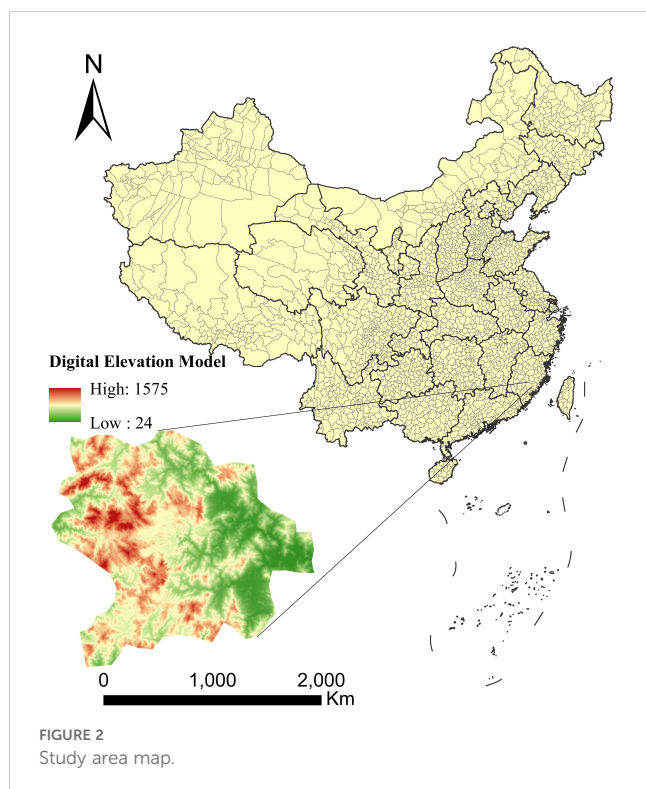 N
Digital Elevation Model
High: 1575
Low : 24
0 1,000 2,000
Km
FIGURE 2
Study area map.